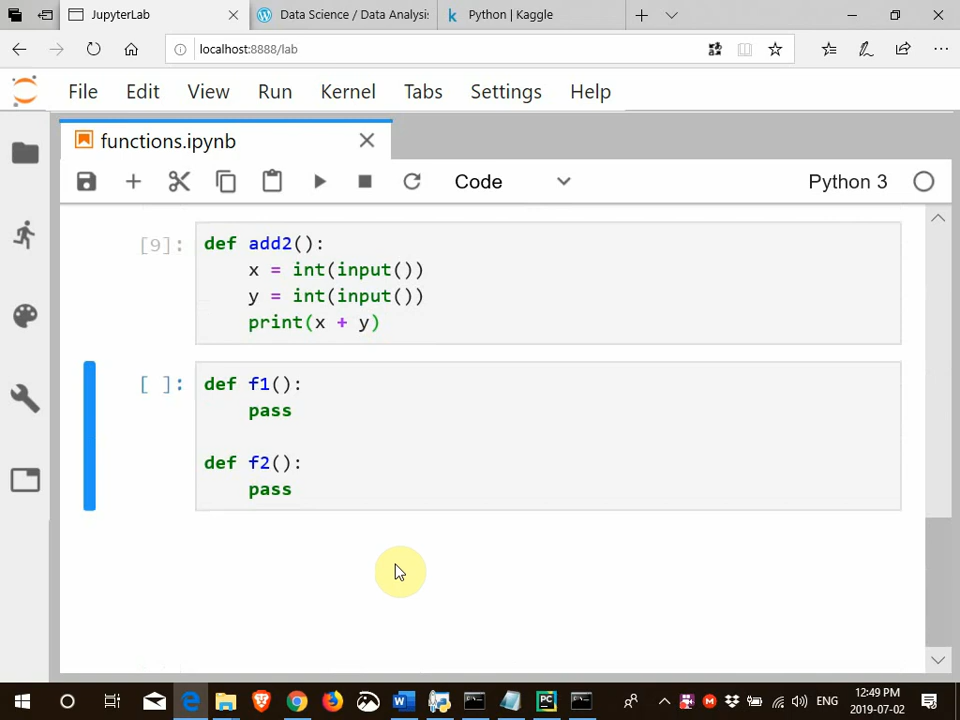 JupyterLab
Data Science / Data Analysis
Python | Kaggle
localhost:8888/lab
File Edit View Run Kernel Tabs Settings Help
functions.ipynb
Code
Python 3
[9]:
def add2():
    x = int(input())
    y = int(input())
    print(x + y)
[ ]:
def f1():
    pass
def f2():
    pass
ENG
12:49 PM
2019-07-02